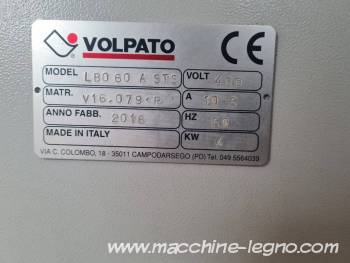 VOLPATO CE
MODEL LBO 60 A STS VOLT 400
MATR. V16.079 A
ANNO FABB. 2016 HZ 50
MADE IN ITALY KW 4
VIA C. COLOMBO, 18 - 35011 CAMPODARSEGO (PD) Tel. 049.5564039
www.macchine-legno.com